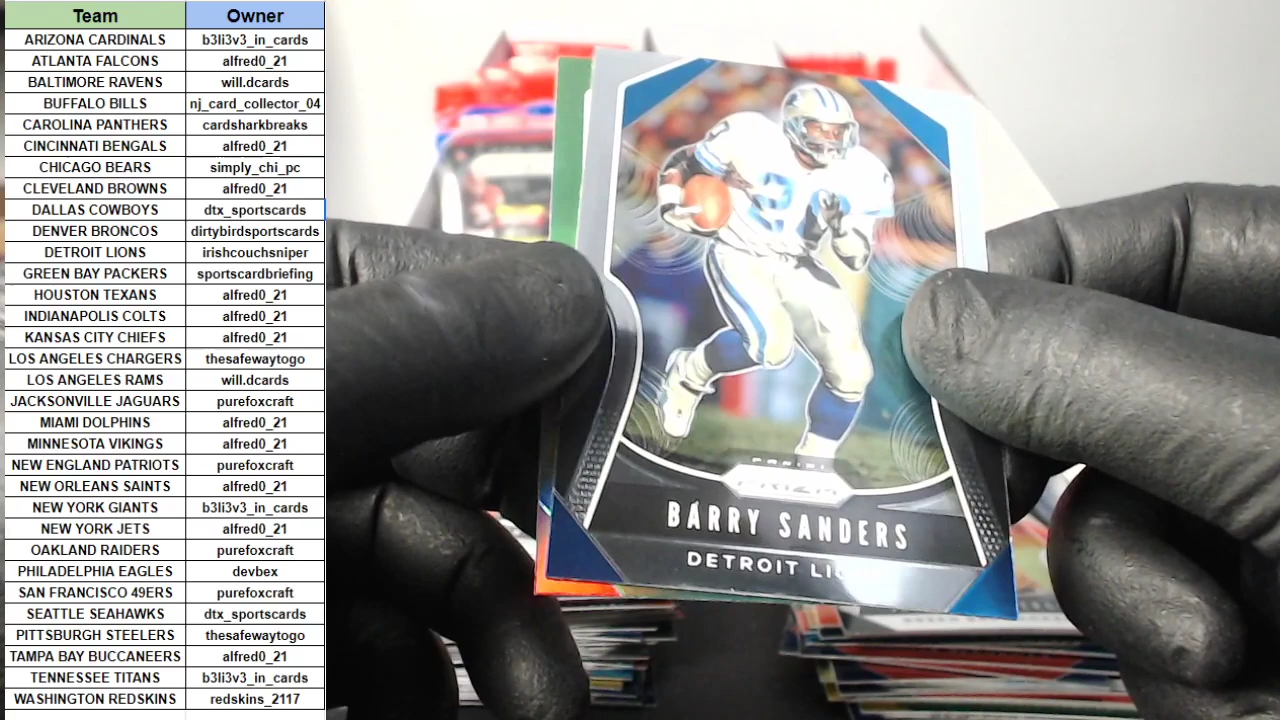 Team Owner
ARIZONA CARDINALS b3li3v3_in_cards
ATLANTA FALCONS alfred0_21
BALTIMORE RAVENS will.dcards
BUFFALO BILLS nj_card_collector_04
CAROLINA PANTHERS cardsharkbreaks
CINCINNATI BENGALS alfred0_21
CHICAGO BEARS simply_chi_pc
CLEVELAND BROWNS alfred0_21
DALLAS COWBOYS dtx_sportscards
DENVER BRONCOS dirtybirdsportscards
DETROIT LIONS irishcouchsniper
GREEN BAY PACKERS sportscardbriefing
HOUSTON TEXANS alfred0_21
INDIANAPOLIS COLTS alfred0_21
KANSAS CITY CHIEFS alfred0_21
LOS ANGELES CHARGERS thesafewaytogo
LOS ANGELES RAMS will.dcards
JACKSONVILLE JAGUARS purefoxcraft
MIAMI DOLPHINS alfred0_21
MINNESOTA VIKINGS alfred0_21
NEW ENGLAND PATRIOTS purefoxcraft
NEW ORLEANS SAINTS alfred0_21
NEW YORK GIANTS b3li3v3_in_cards
NEW YORK JETS alfred0_21
OAKLAND RAIDERS purefoxcraft
PHILADELPHIA EAGLES devbex
SAN FRANCISCO 49ERS purefoxcraft
SEATTLE SEAHAWKS dtx_sportscards
PITTSBURGH STEELERS thesafewaytogo
TAMPA BAY BUCCANEERS alfred0_21
TENNESSEE TITANS b3li3v3_in_cards
WASHINGTON REDSKINS redskins_2117
PANINI
PRIZM
BARRY SANDERS
DETROIT